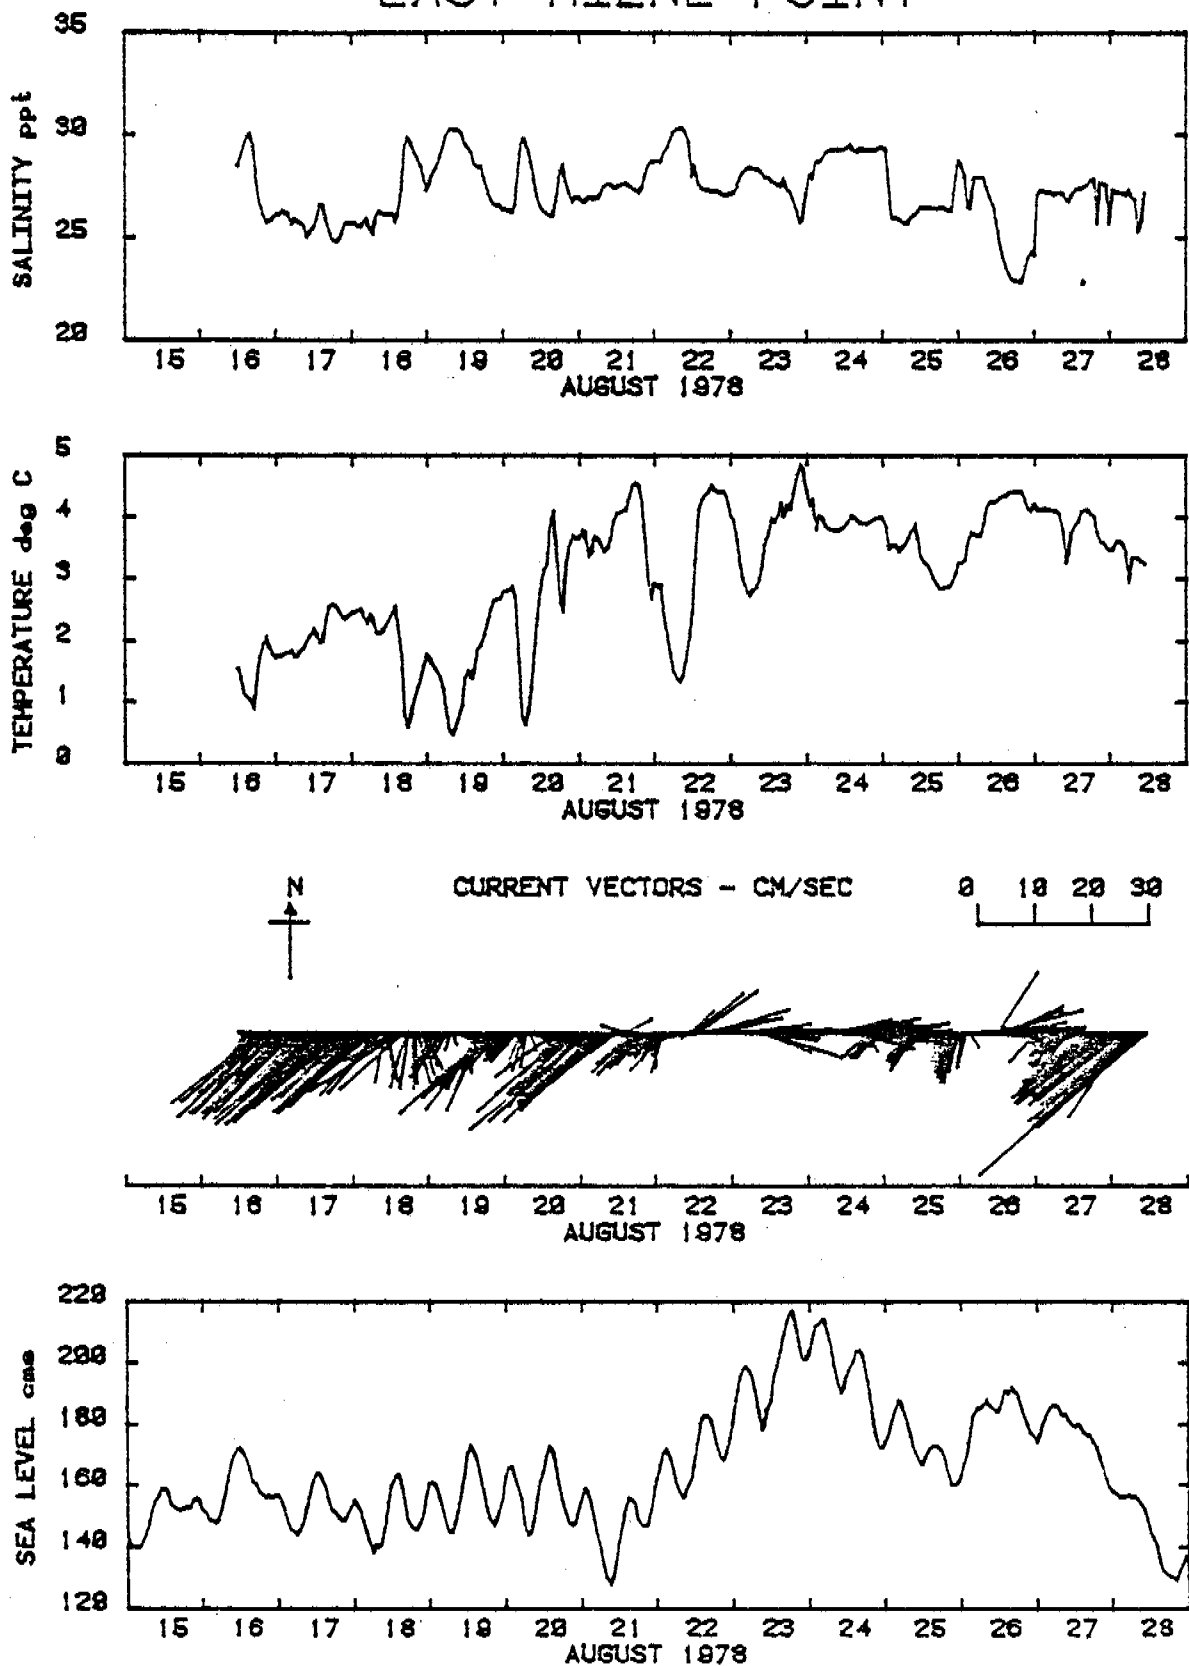 EAST MILNE POINT
35
30
25
20
SALINITY ppt
15 16 17 18 19 20 21 22 23 24 25 26 27 28
AUGUST 1978
5
4
3
2
1
0
TEMPERATURE deg C
15 16 17 18 19 20 21 22 23 24 25 26 27 28
AUGUST 1978
N
CURRENT VECTORS - CM/SEC
0 10 20 30
15 16 17 18 19 20 21 22 23 24 25 26 27 28
AUGUST 1978
220
200
180
160
140
120
SEA LEVEL cms
15 16 17 18 19 20 21 22 23 24 25 26 27 28
AUGUST 1978